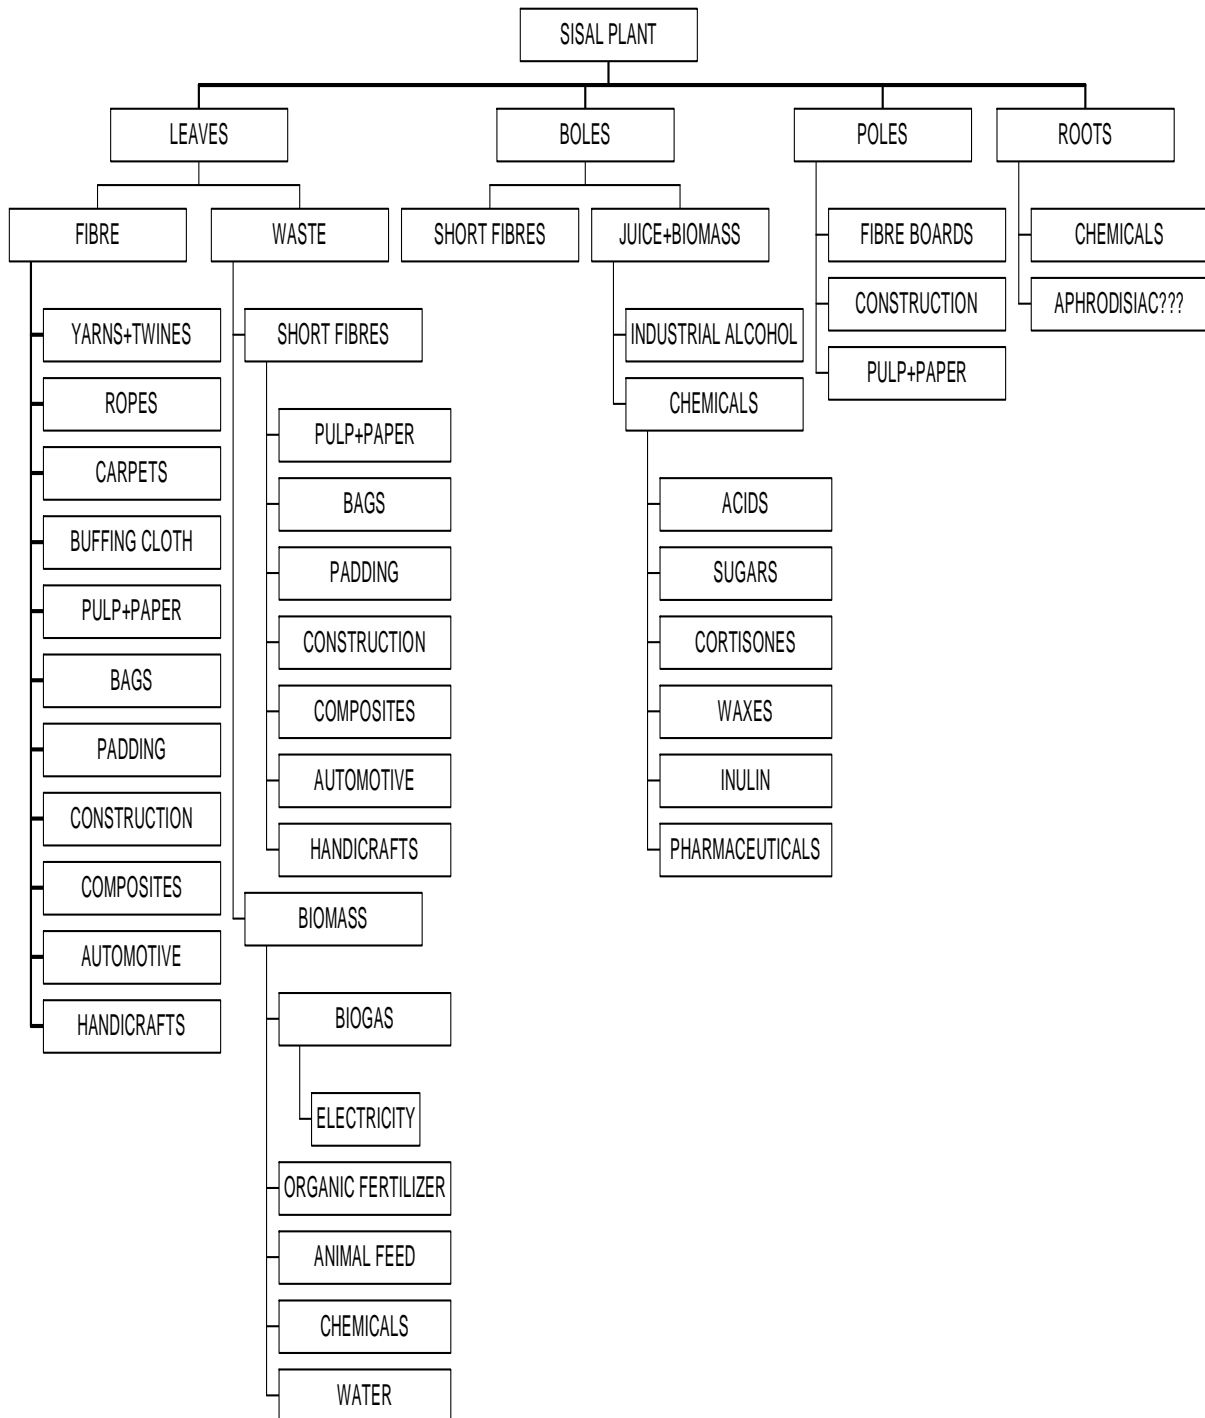 SISAL PLANT
LEAVES
BOLES
POLES
ROOTS
FIBRE
WASTE
SHORT FIBRES
JUICE+BIOMASS
FIBRE BOARDS
CHEMICALS
YARNS+TWINES
ROPES
CARPETS
BUFFING CLOTH
PULP+PAPER
BAGS
PADDING
CONSTRUCTION
COMPOSITES
AUTOMOTIVE
HANDICRAFTS
SHORT FIBRES
PULP+PAPER
BAGS
PADDING
CONSTRUCTION
COMPOSITES
AUTOMOTIVE
HANDICRAFTS
BIOMASS
BIOGAS
ELECTRICITY
ORGANIC FERTILIZER
ANIMAL FEED
CHEMICALS
WATER
INDUSTRIAL ALCOHOL
CHEMICALS
ACIDS
SUGARS
CORTISONES
WAXES
INULIN
PHARMACEUTICALS
CONSTRUCTION
PULP+PAPER
APHRODISIAC???